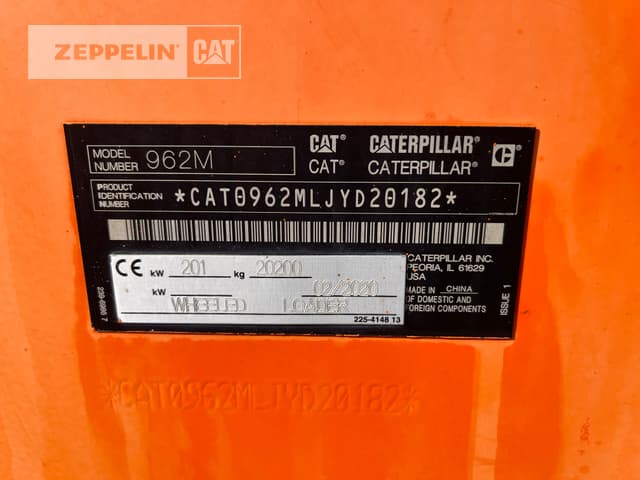 ZEPPELIN CAT
MODEL NUMBER 962M
CAT® CATERPILLAR®
CAT® CATERPILLAR®
PRODUCT IDENTIFICATION NUMBER *CAT0962MLJYD20182*
CE kW 201 kg 20200
kW 02/2020
WHEELED LOADER
225-4148 13
CATERPILLAR INC.
PEORIA, IL 61629
USA
MADE IN CHINA
OF DOMESTIC AND
FOREIGN COMPONENTS
ISSUE 1
*CAT0962MLJYD20182*